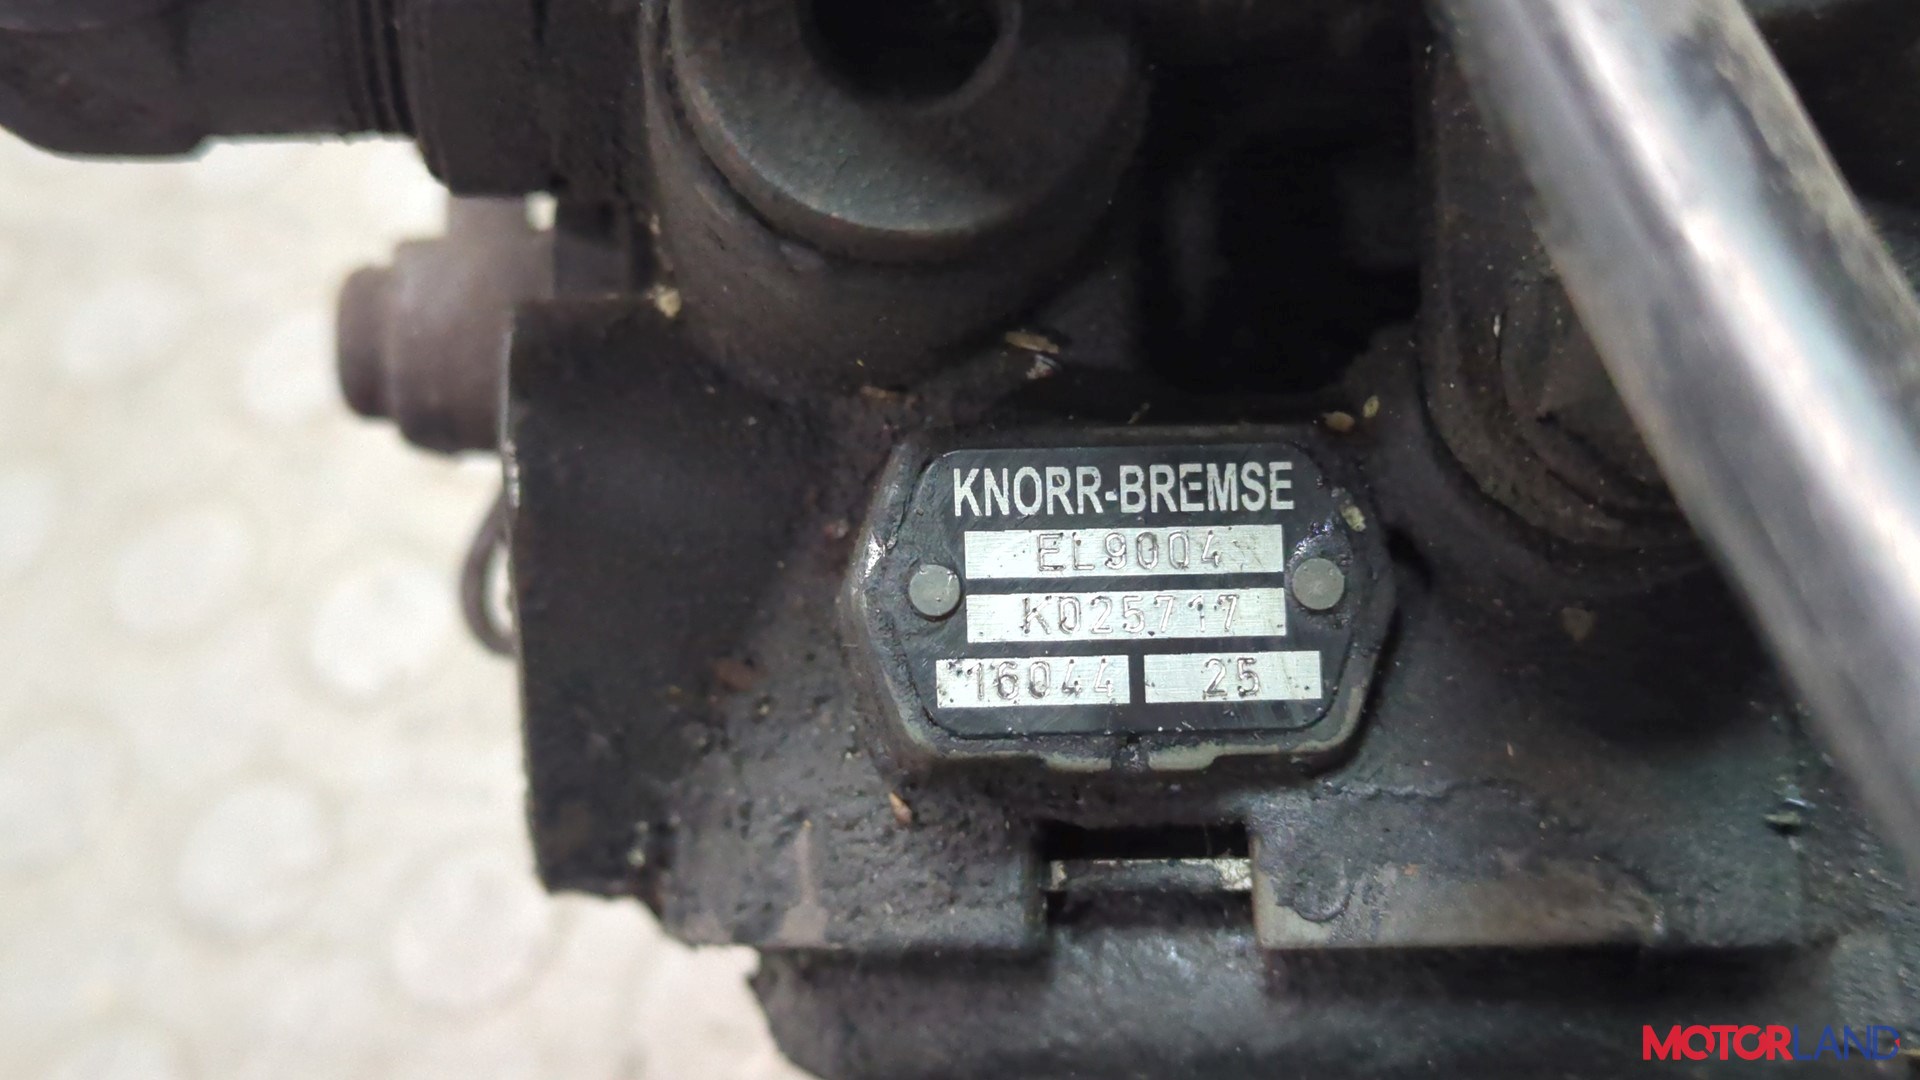 KNORR-BREMSE
EL9004
K025717
16044 25
MOTORLAND